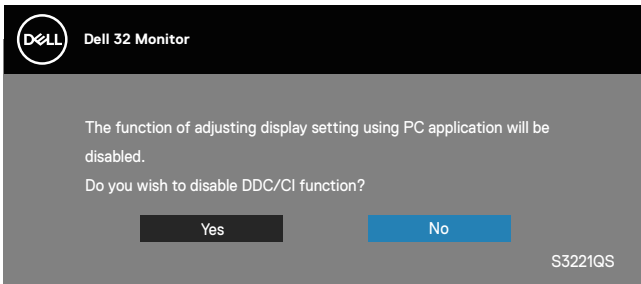 DELL
Dell 32 Monitor
The function of adjusting display setting using PC application will be
disabled.
Do you wish to disable DDC/CI function?
Yes
No
S3221QS